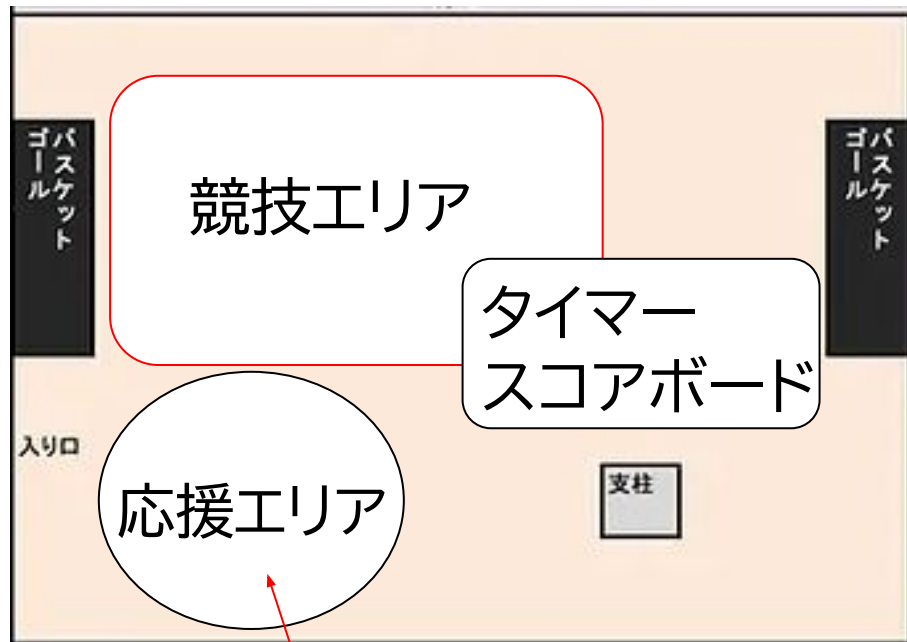 バスケット
ゴール
競技エリア
バスケット
ゴール
タイマー
スコアボード
入り口
応援エリア
支柱